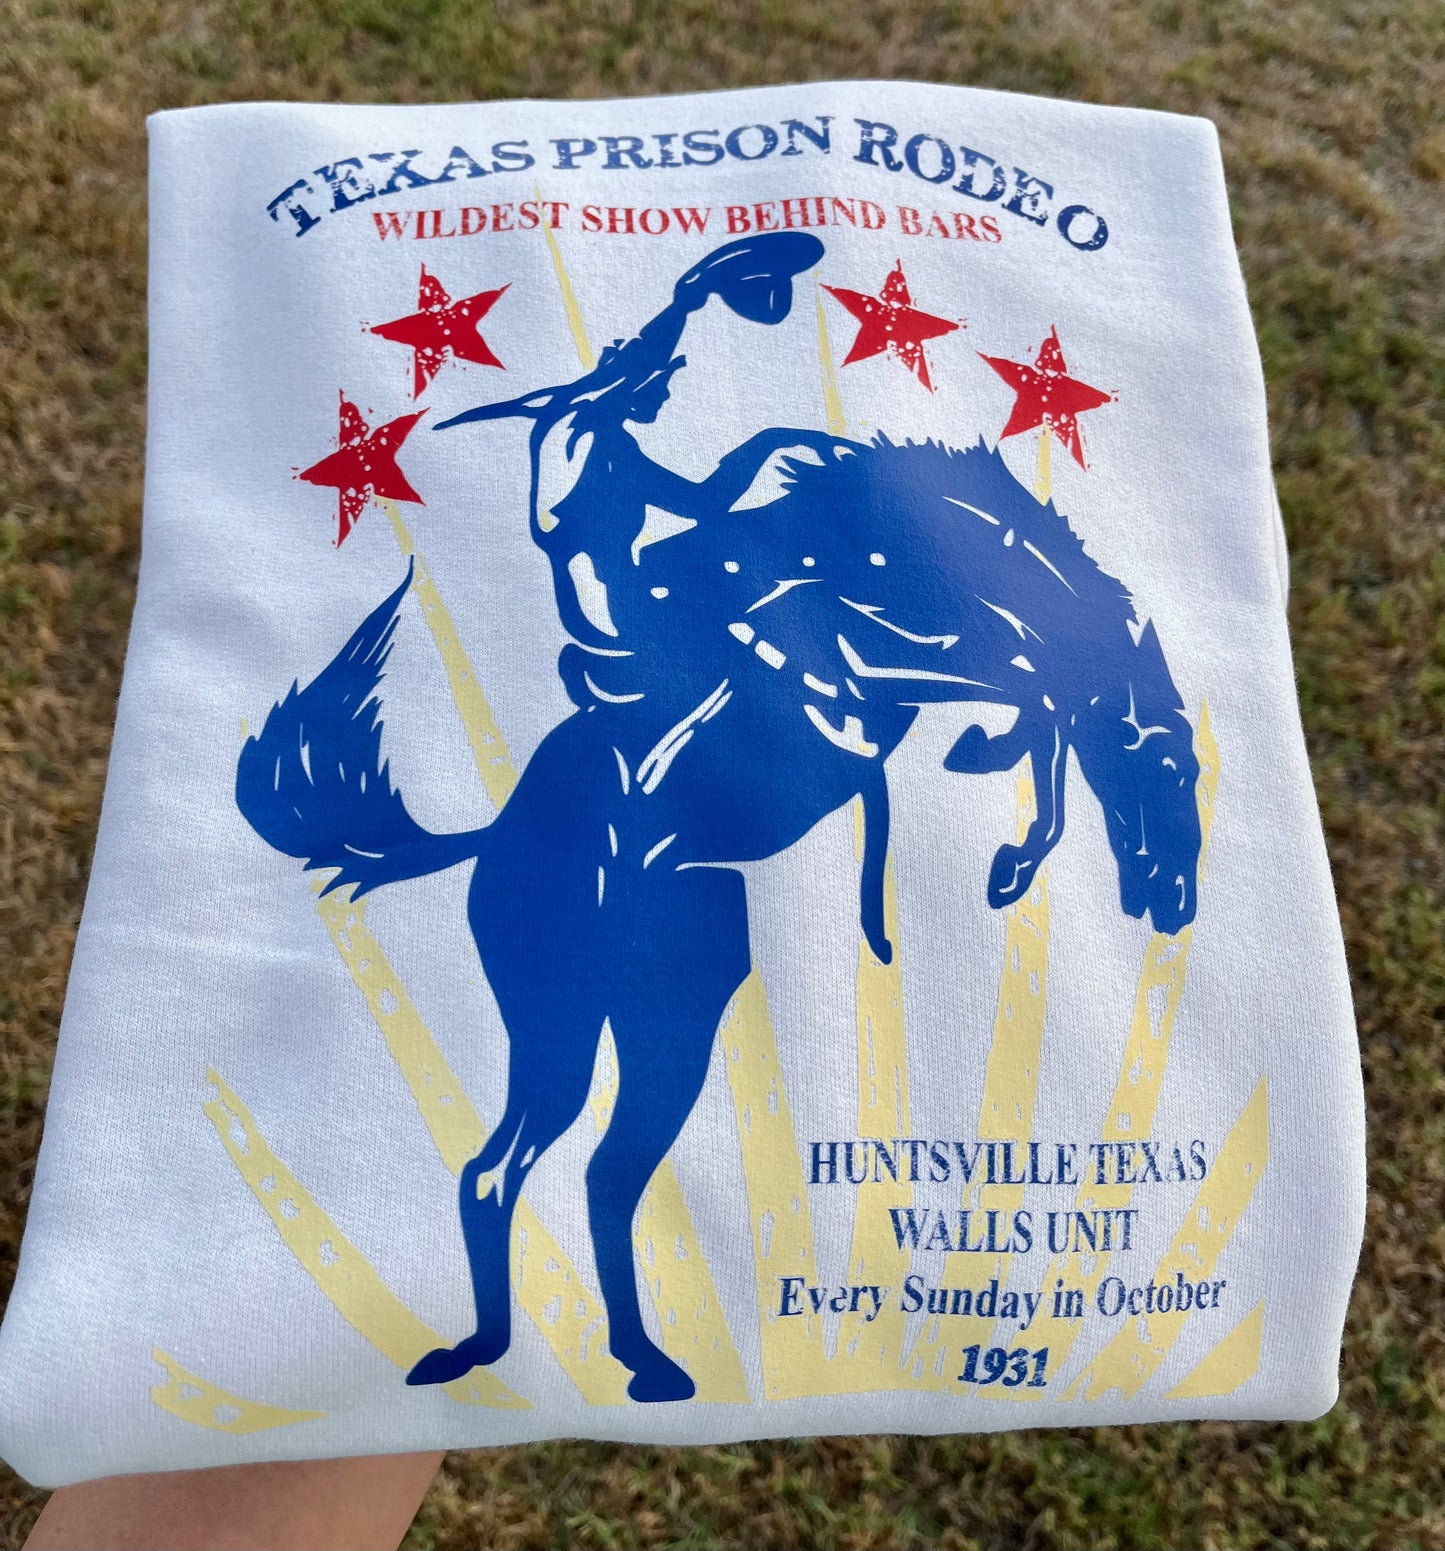 TEXAS PRISON RODEO
WILDEST SHOW BEHIND BARS
HUNTSVILLE TEXAS
WALLS UNIT
Every Sunday in October
1931